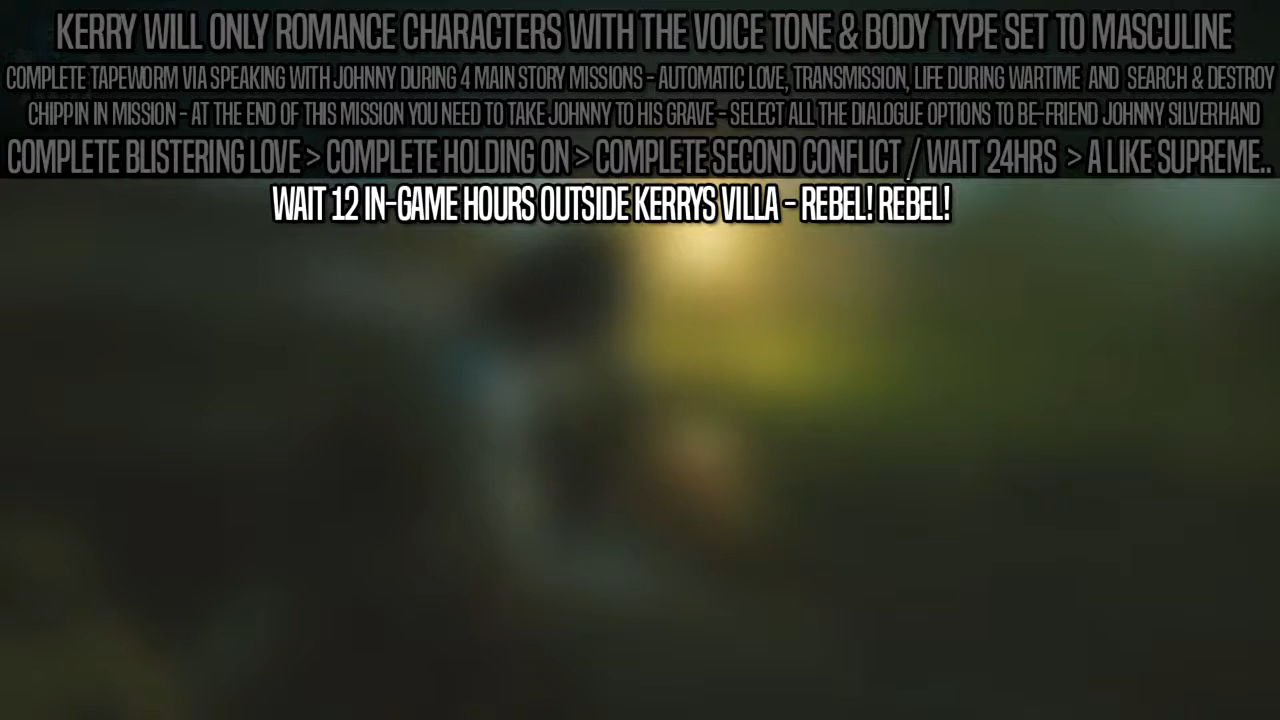 KERRY WILL ONLY ROMANCE CHARACTERS WITH THE VOICE TONE & BODY TYPE SET TO MASCULINE
COMPLETE TAPEWORM VIA SPEAKING WITH JOHNNY DURING 4 MAIN STORY MISSIONS - AUTOMATIC LOVE, TRANSMISSION, LIFE DURING WARTIME AND SEARCH & DESTROY
CHIPPIN IN MISSION - AT THE END OF THIS MISSION YOU NEED TO TAKE JOHNNY TO HIS GRAVE - SELECT ALL THE DIALOGUE OPTIONS TO BE-FRIEND JOHNNY SILVERHAND
COMPLETE BLISTERING LOVE > COMPLETE HOLDING ON > COMPLETE SECOND CONFLICT / WAIT 24HRS > A LIKE SUPREME..
WAIT 12 IN-GAME HOURS OUTSIDE KERRYS VILLA - REBEL! REBEL!